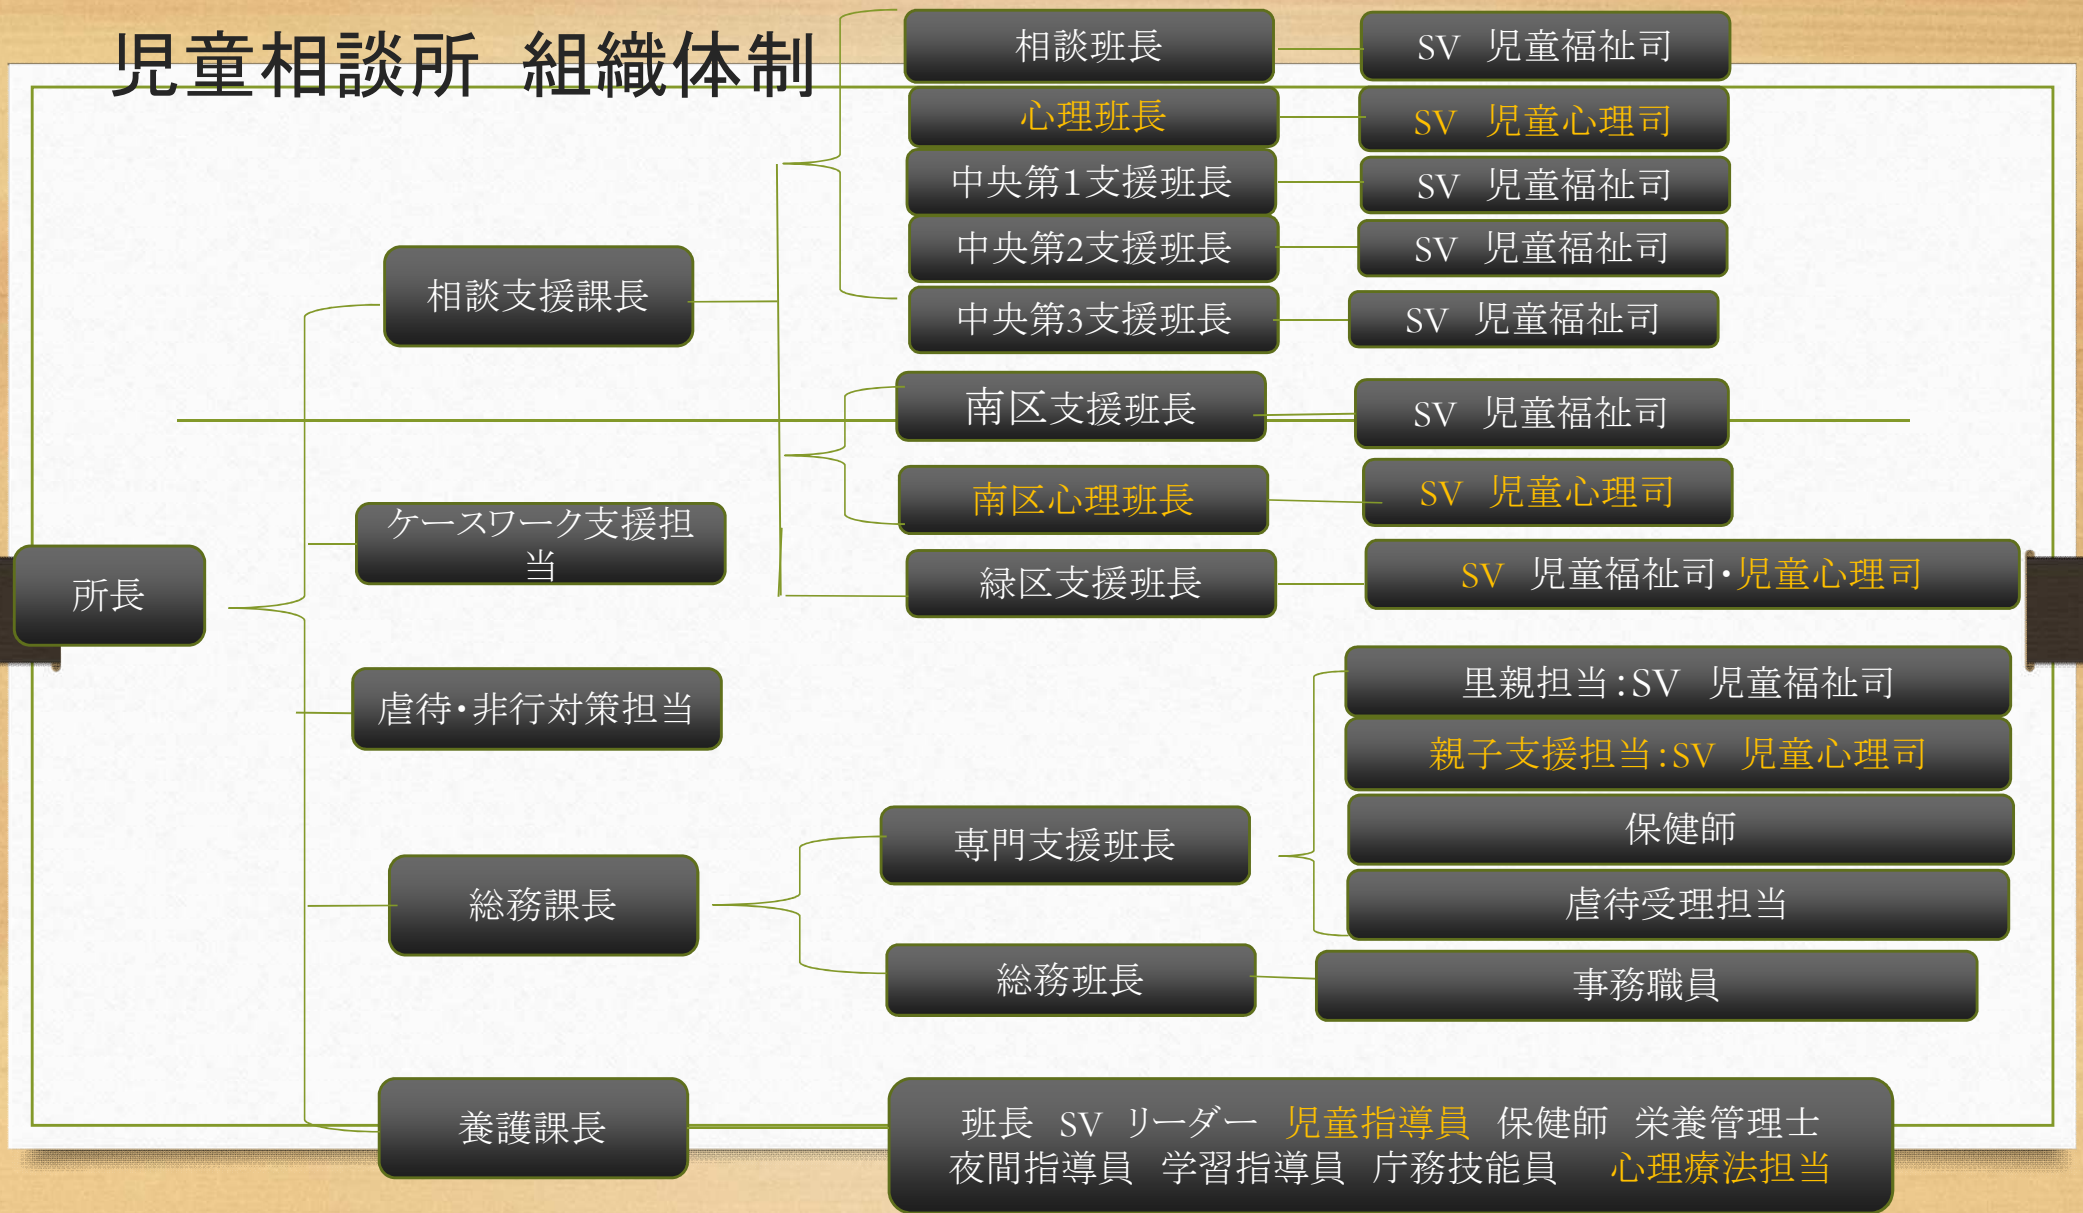 児童相談所　組織体制
相談班長
SV　児童福祉司
心理班長
SV　児童心理司
中央第1支援班長
SV　児童福祉司
中央第2支援班長
SV　児童福祉司
相談支援課長
中央第3支援班長
SV　児童福祉司
南区支援班長
SV　児童福祉司
南区心理班長
SV　児童心理司
ケースワーク支援担
当
所長
緑区支援班長
SV　児童福祉司・児童心理司
虐待・非行対策担当
里親担当：SV　児童福祉司
親子支援担当：SV　児童心理司
専門支援班長
保健師
虐待受理担当
総務課長
総務班長
事務職員
養護課長
班長　SV　リーダー　児童指導員　保健師　栄養管理士
夜間指導員　学習指導員　庁務技能員　心理療法担当